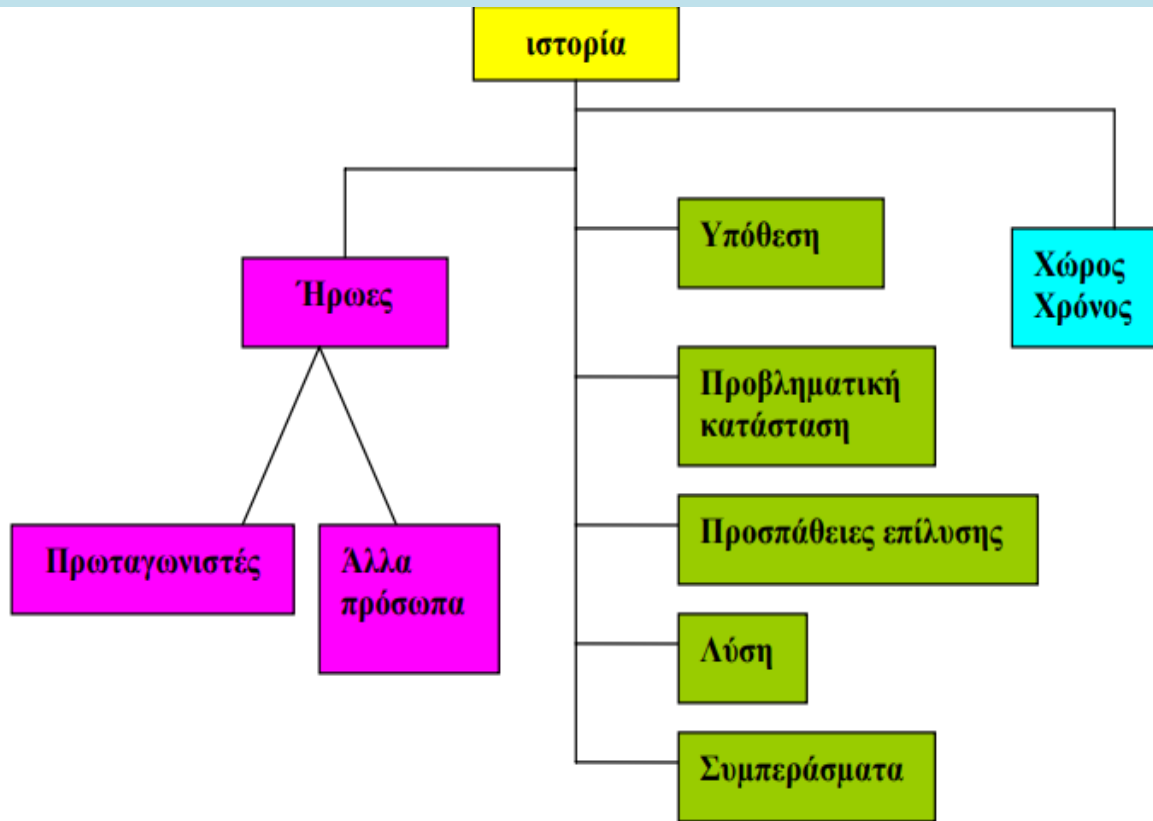 ιστορία
Ήρωες
Πρωταγωνιστές
Άλλα
πρόσωπα
Υπόθεση
Προβληματική
κατάσταση
Προσπάθειες επίλυσης
Λύση
Συμπεράσματα
Χώρος
Χρόνος